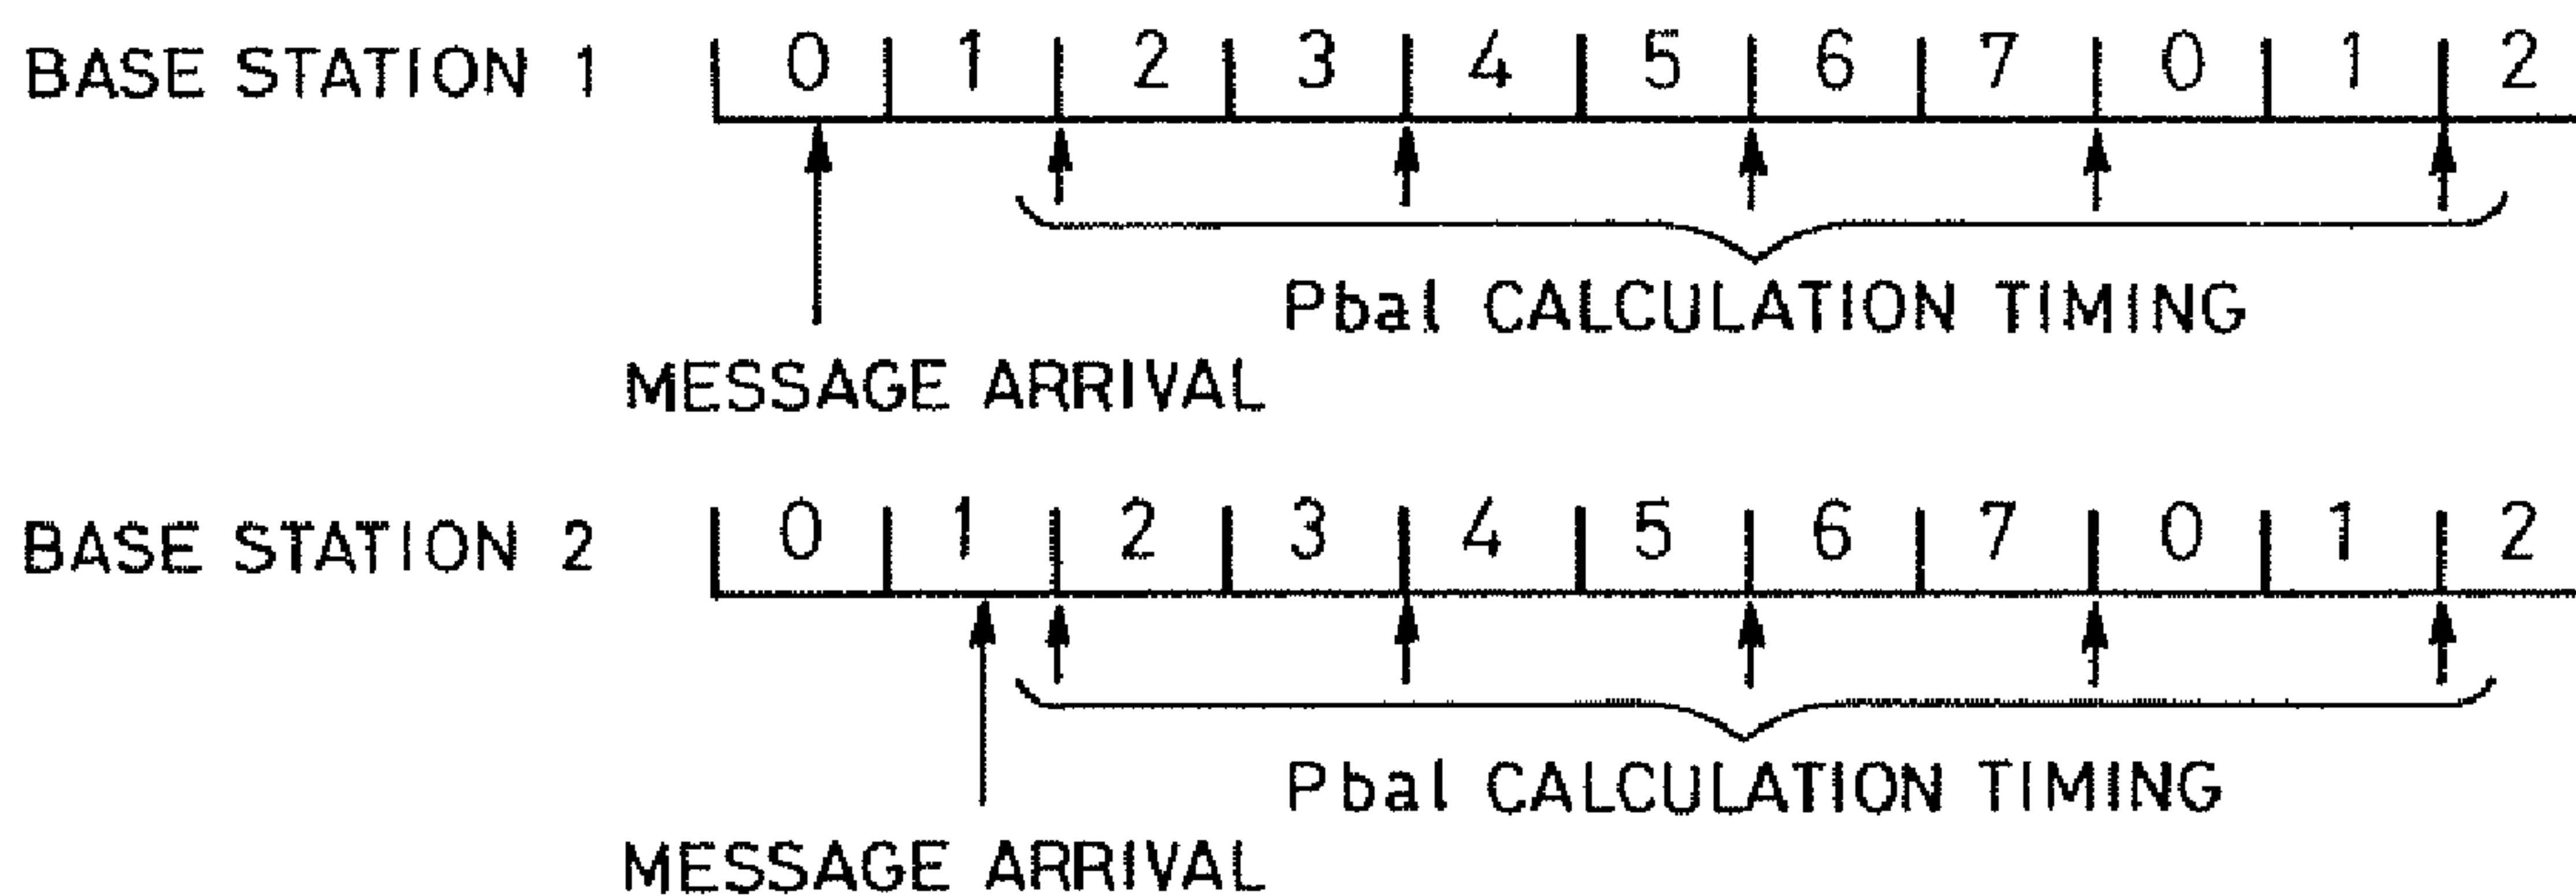 BASE STATION 1 0 1 2 3 4 5 6 7 0 1 2
Pbal CALCULATION TIMING
MESSAGE ARRIVAL
BASE STATION 2 0 1 2 3 4 5 6 7 0 1 2
Pbal CALCULATION TIMING
MESSAGE ARRIVAL